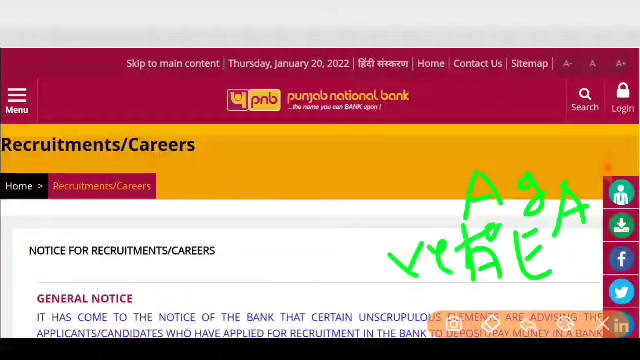 Skip to main content | Thursday, January 20, 2022 | हिंदी संस्करण | Home | Contact Us | Sitemap A- A A+
Menu
pnb punjab national bank
...the name you can BANK upon !
Search
Login
Recruitments/Careers
Home > Recruitments/Careers
NOTICE FOR RECRUITMENTS/CAREERS
GENERAL NOTICE
IT HAS COME TO THE NOTICE OF THE BANK THAT CERTAIN UNSCRUPULOUS ELEMENTS ARE ADVISING THE
APPLICANTS/CANDIDATES WHO HAVE APPLIED FOR RECRUITMENT IN THE BANK TO DEPOSIT/PAY MONEY IN A BANK